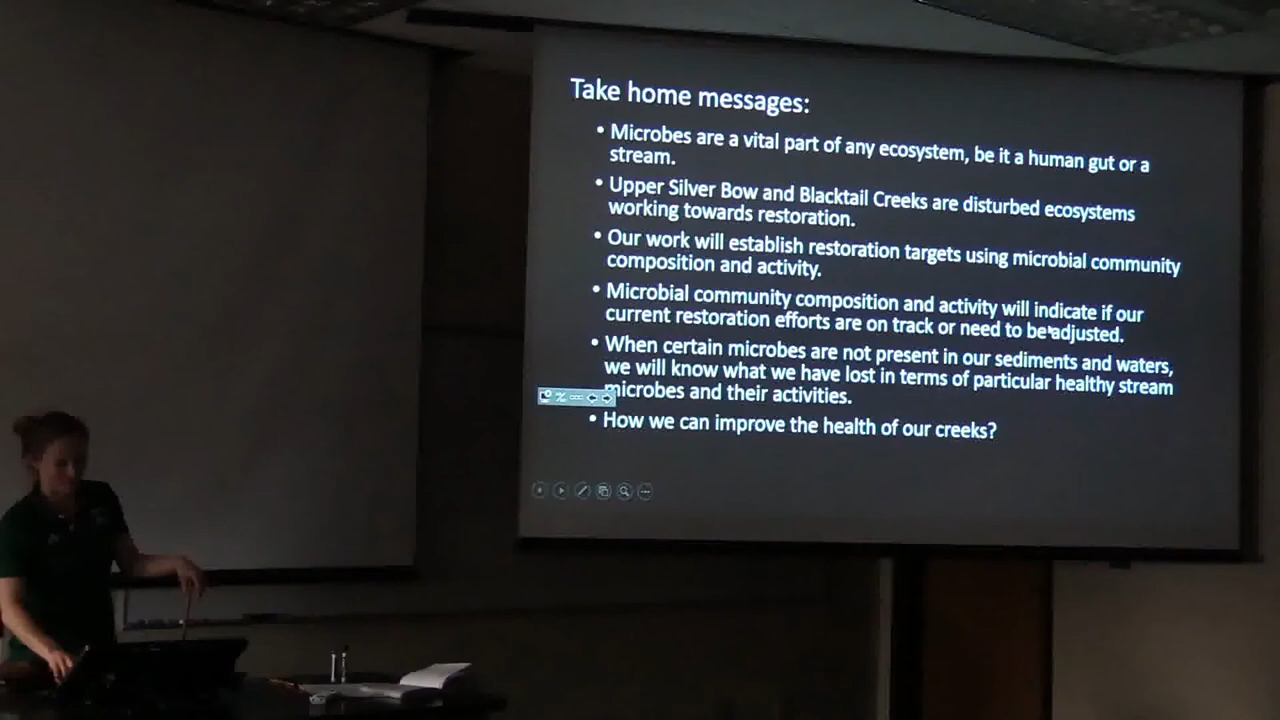 Take home messages:
• Microbes are a vital part of any ecosystem, be it a human gut or a
stream.
• Upper Silver Bow and Blacktail Creeks are disturbed ecosystems
working towards restoration.
• Our work will establish restoration targets using microbial community
composition and activity.
• Microbial community composition and activity will indicate if our
current restoration efforts are on track or need to be adjusted.
• When certain microbes are not present in our sediments and waters,
we will know what we have lost in terms of particular healthy stream
microbes and their activities.
• How we can improve the health of our creeks?